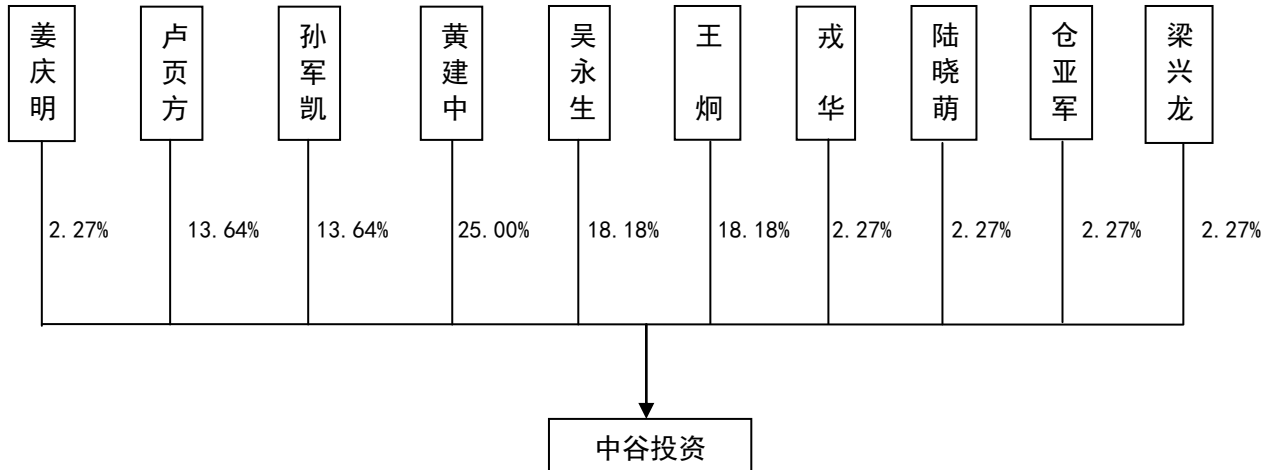 姜庆明
卢页方
孙军凯
黄建中
吴永生
王炯
戎华
陆晓萌
仓亚军
梁兴龙
2.27%
13.64%
13.64%
25.00%
18.18%
18.18%
2.27%
2.27%
2.27%
2.27%
中谷投资